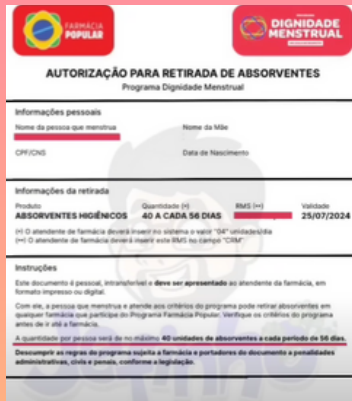 FARMÁCIA
POPULAR
DIGNIDADE
MENSTRUAL
AUTORIZAÇÃO PARA RETIRADA DE ABSORVENTES
Programa Dignidade Menstrual
Informações pessoais
Nome da pessoa que menstrua Nome da Mãe
CPF/CNS Data de Nascimento
Informações da retirada
Produto Quantidade (*) RMS (**) Validade
ABSORVENTES HIGIÊNICOS 40 A CADA 56 DIAS 25/07/2024
(*) O atendente de farmácia deverá inserir no sistema o valor "04" unidades/dia
(**) O atendente de farmácia deverá inserir este RMS no campo "CRM"
Instruções
Este documento é pessoal, intransferível e deve ser apresentado ao atendente da farmácia, em
formato impresso ou digital.
Com ele, a pessoa que menstrua e atende aos critérios do programa pode retirar absorventes em
qualquer farmácia que participe do Programa Farmácia Popular. Verifique os critérios do programa
antes de ir até a farmácia.
A quantidade por pessoa será de no máximo 40 unidades de absorventes a cada período de 56 dias.
Descumprir as regras do programa sujeita a farmácia e portadores do documento a penalidades
administrativas, civis e penais, conforme a legislação.